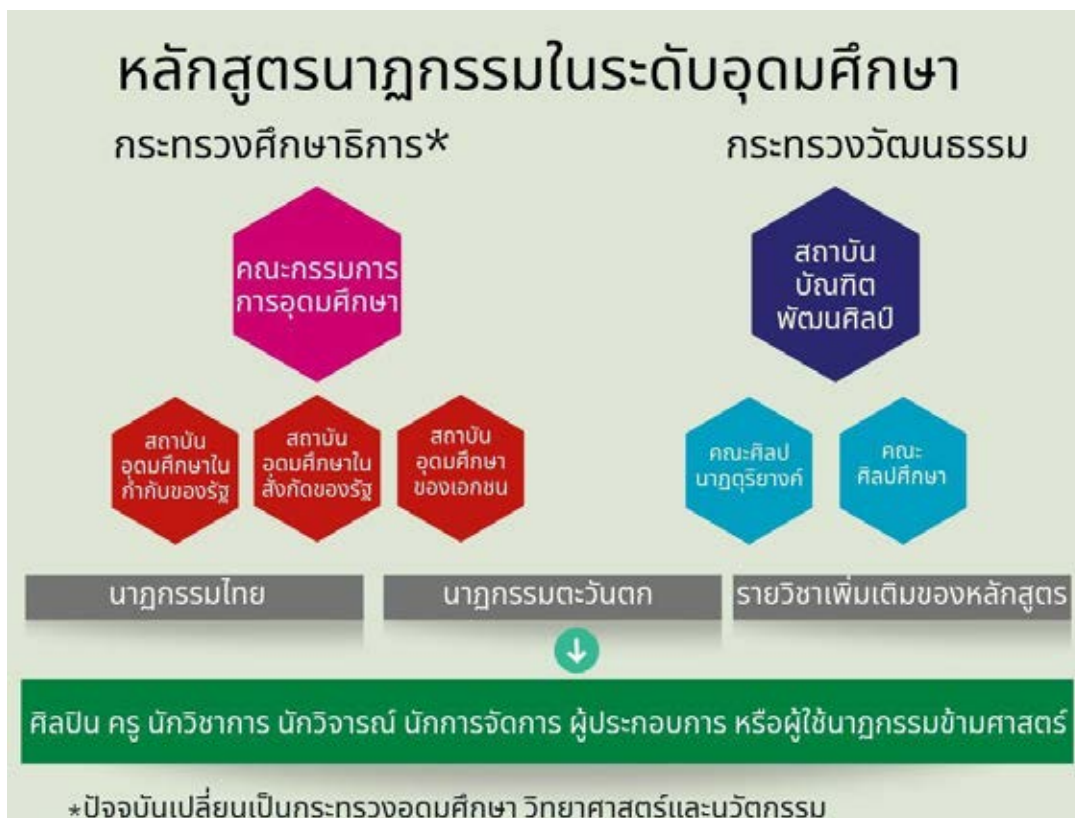 หลักสูตรนาฏกรรมในระดับอุดมศึกษา
กระทรวงศึกษาธิการ*
กระทรวงวัฒนธรรม
คณะกรรมการ
การอุดมศึกษา
สถาบัน
บัณฑิต
พัฒนศิลป์
สถาบัน
อุดมศึกษาใน
กำกับของรัฐ
สถาบัน
อุดมศึกษาใน
สังกัดของรัฐ
สถาบัน
อุดมศึกษา
ของเอกชน
คณะศิลป
นาฏดุริยางค์
คณะ
ศิลปศึกษา
นาฏกรรมไทย
นาฏกรรมตะวันตก
รายวิชาเพิ่มเติมของหลักสูตร
ศิลปิน ครู นักวิชาการ นักวิจารณ์ นักการจัดการ ผู้ประกอบการ หรือผู้ใช้นาฏกรรมข้ามศาสตร์
*ปัจจุบันเปลี่ยนเป็นกระทรวงอุดมศึกษา วิทยาศาสตร์และนวัตกรรม